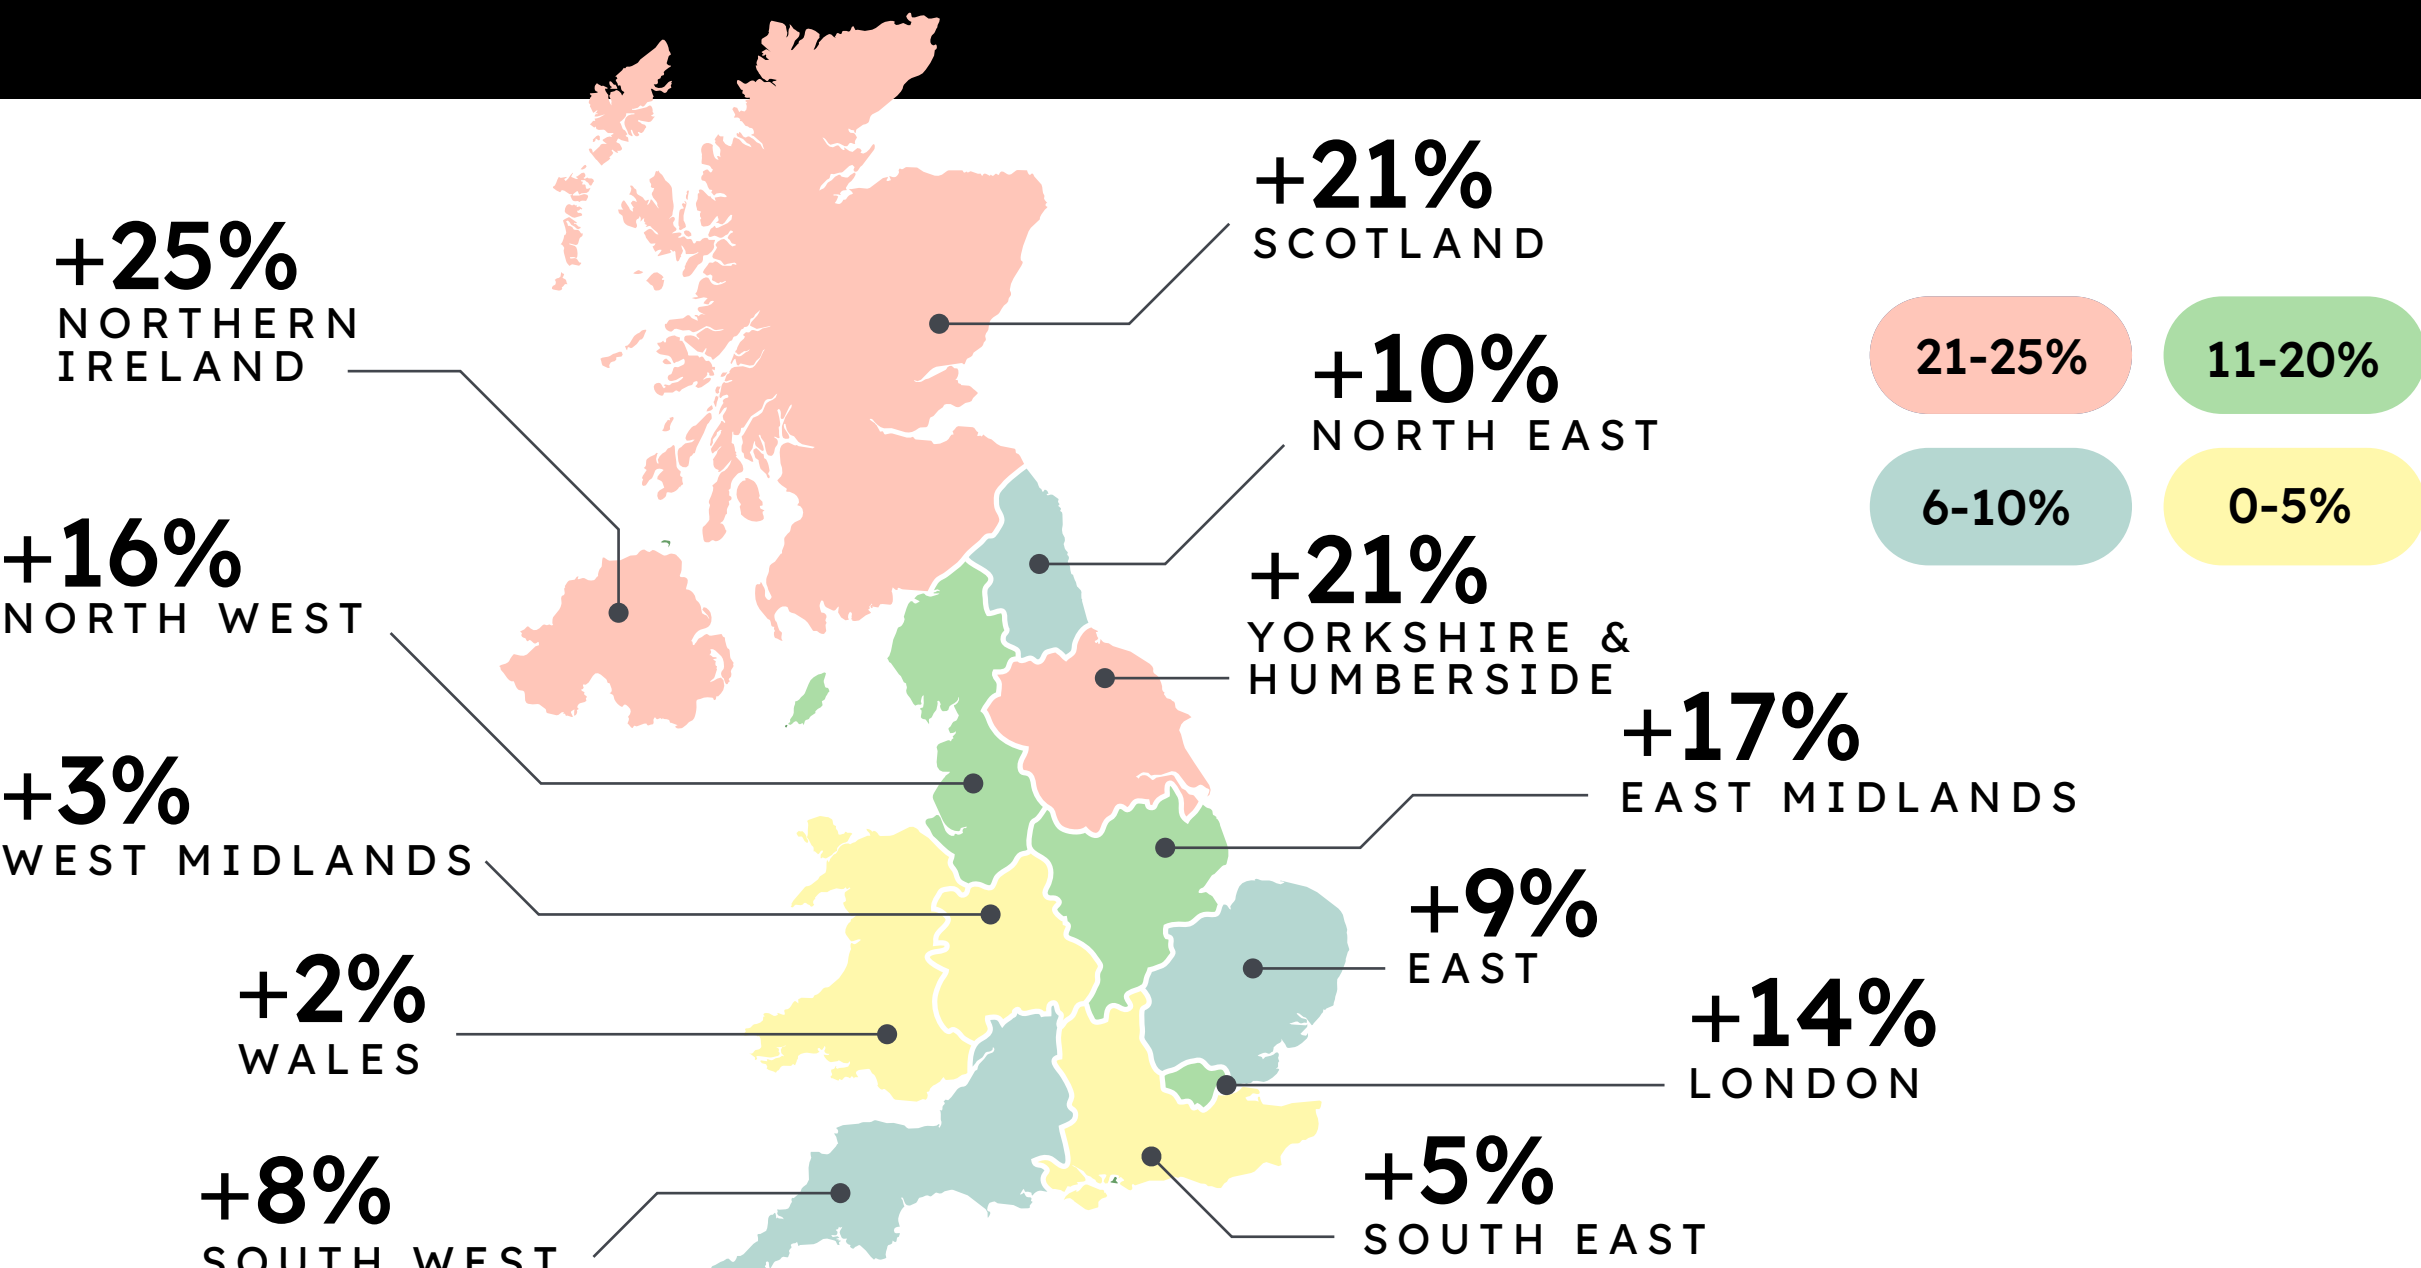 +21%
SCOTLAND
+25%
NORTHERN
IRELAND
+10%
NORTH EAST
21-25%
11-20%
6-10%
0-5%
+16%
NORTH WEST
+21%
YORKSHIRE &
HUMBERSIDE
+17%
EAST MIDLANDS
+3%
WEST MIDLANDS
+9%
EAST
+2%
WALES
+14%
LONDON
+5%
SOUTH EAST
+8%
SOUTH WEST